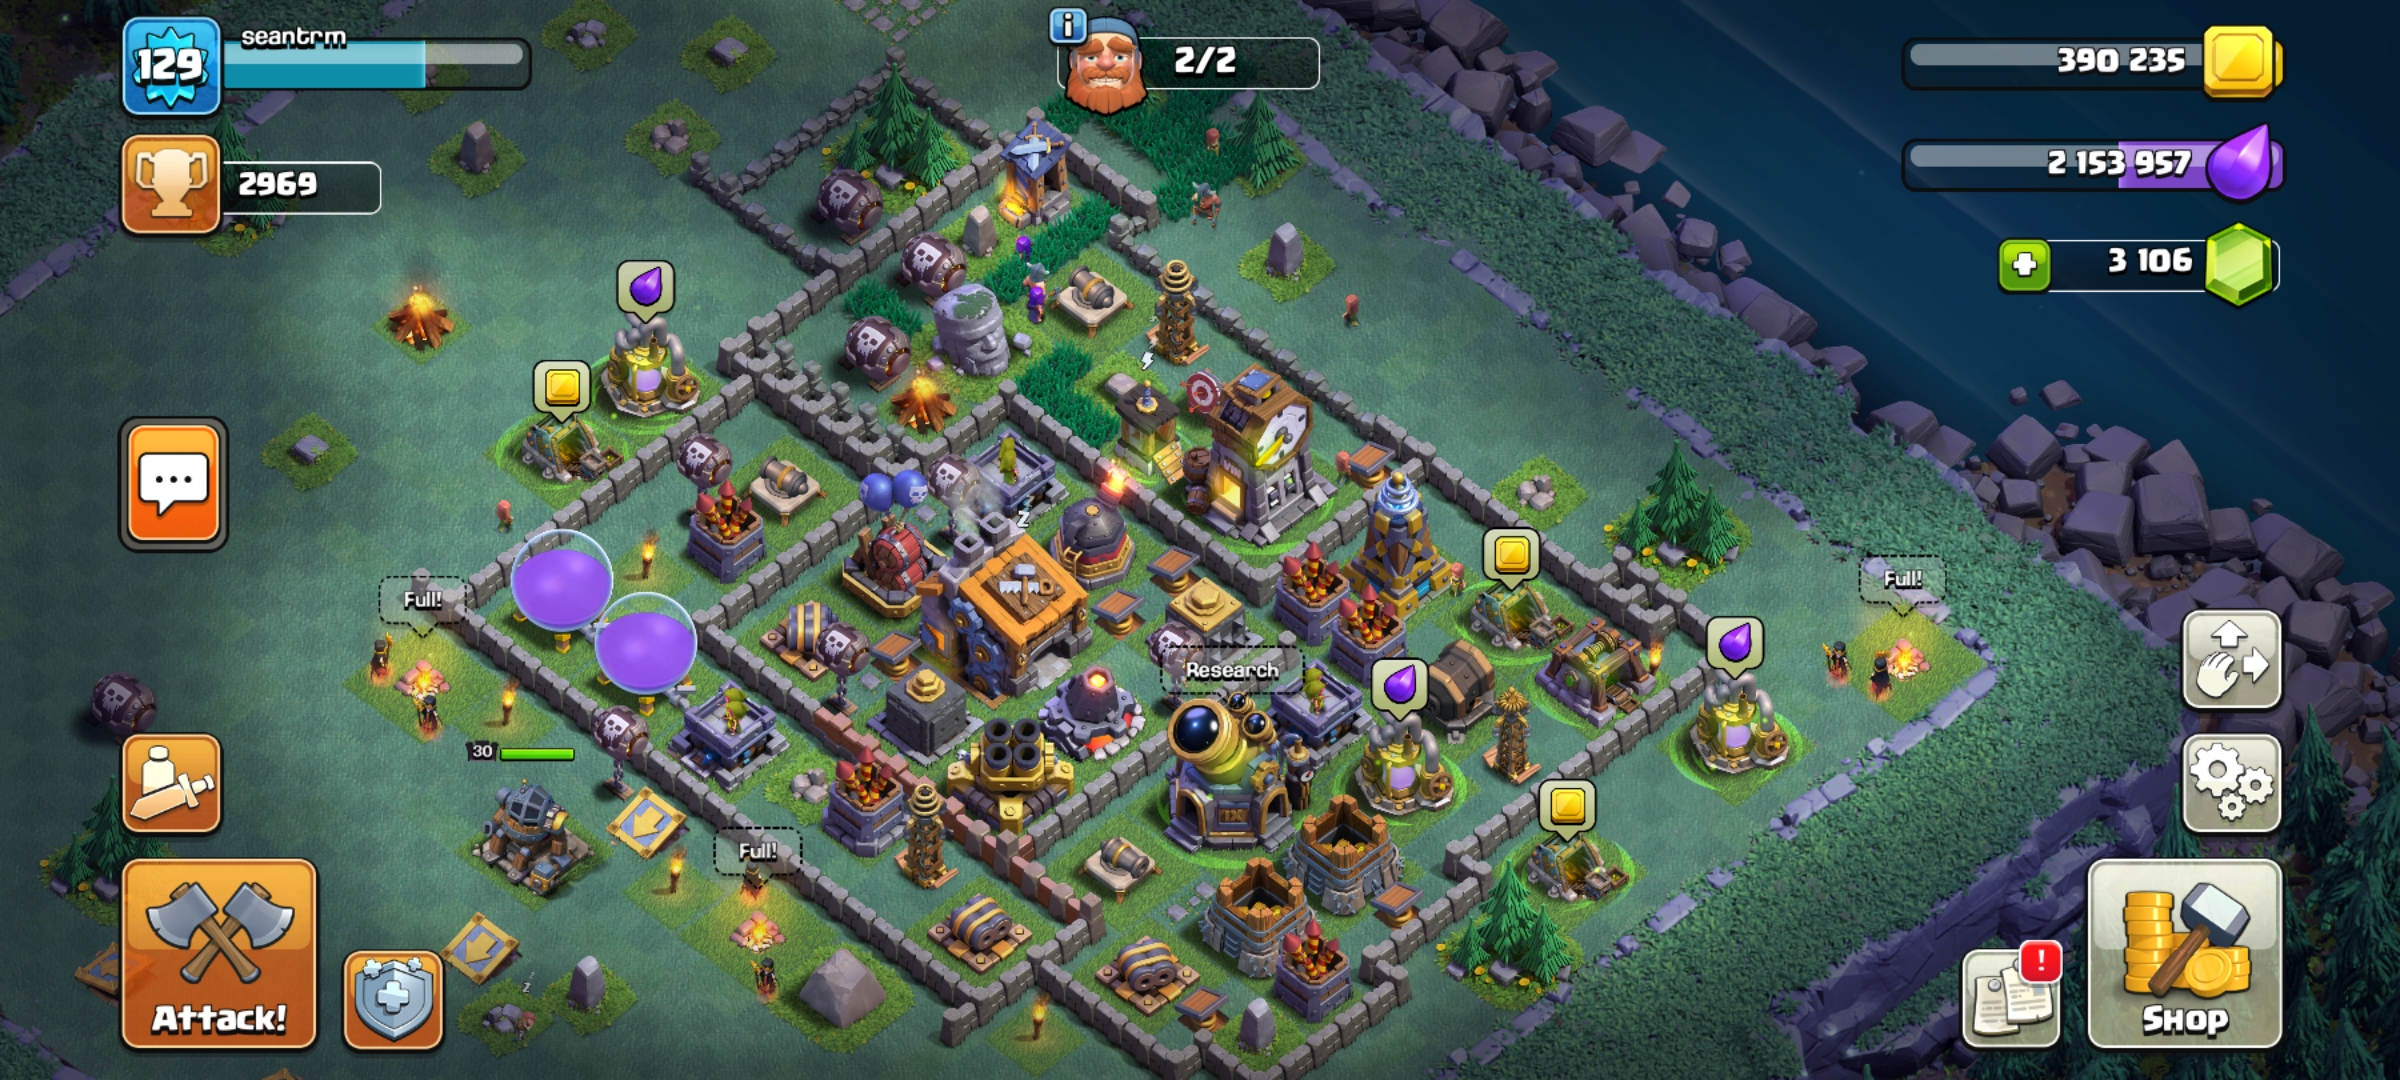 129
seantrm
2/2
390 235
2969
2 153 957
3 106
Z
Full!
Full!
Research
30
Full!
z
Attack!
!
Shop